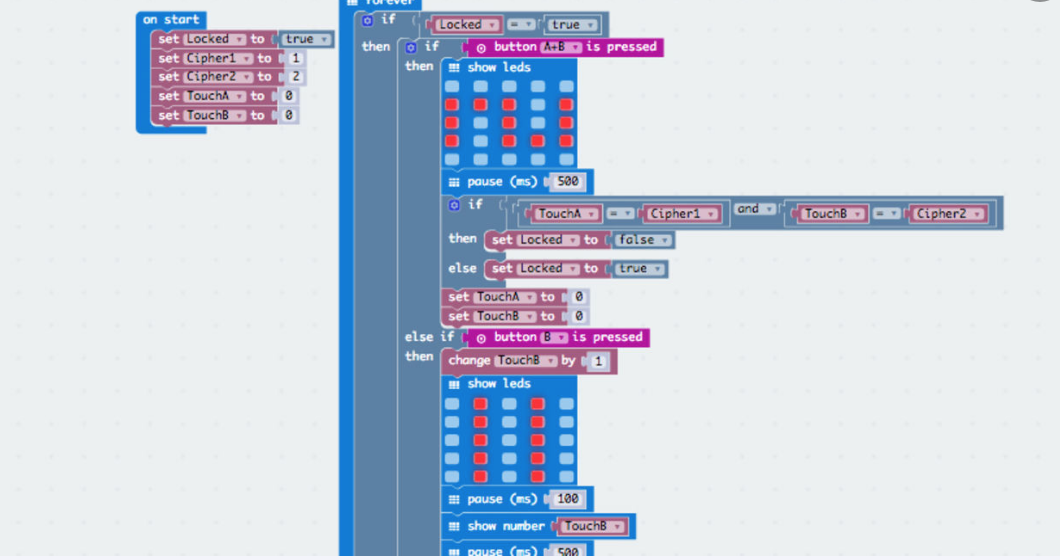 on start
set Locked to true
set Cipher1 to 1
set Cipher2 to 2
set TouchA to 0
set TouchB to 0
forever
if Locked = true
then if button A+B is pressed
then show leds
pause (ms) 500
if TouchA = Cipher1 and TouchB = Cipher2
then set Locked to false
else set Locked to true
set TouchA to 0
set TouchB to 0
else if button B is pressed
then change TouchB by 1
show leds
pause (ms) 100
show number TouchB
pause (ms) 500